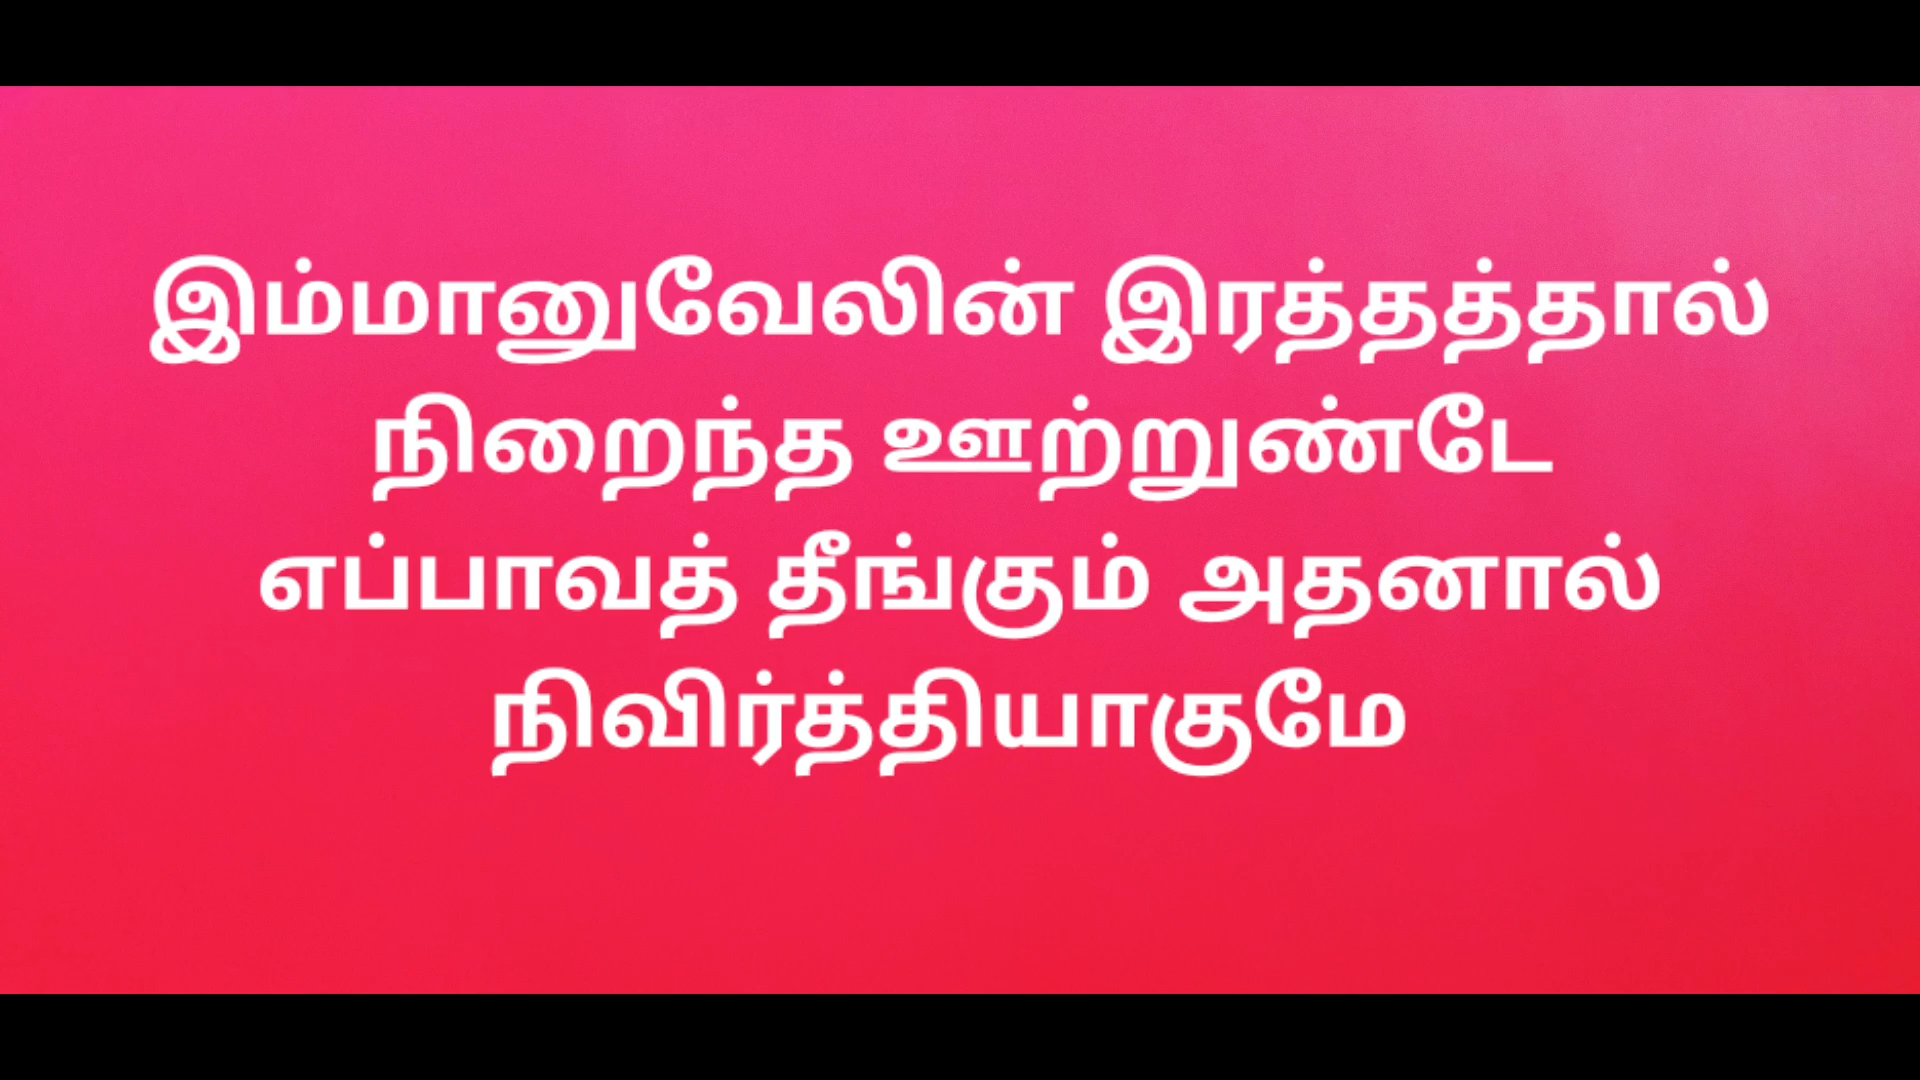 இம்மானுவேலின் இரத்தத்தால்
நிறைந்த ஊற்றுண்டே
எப்பாவத் தீங்கும் அதனால்
நிவிர்த்தியாகுமே